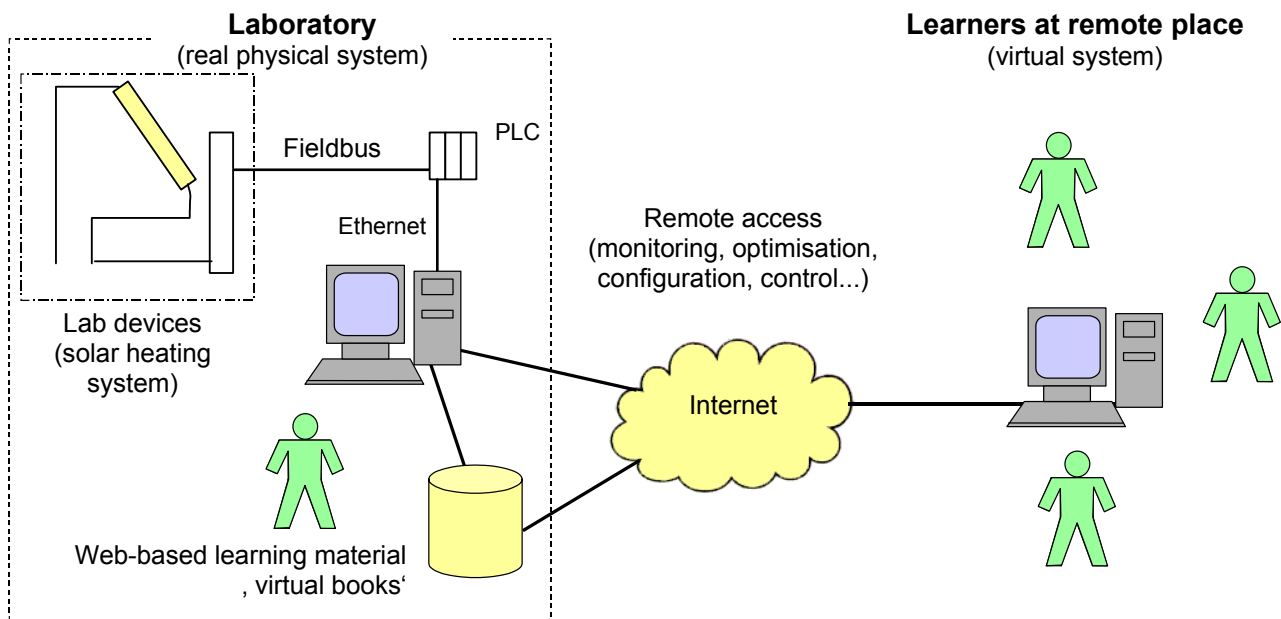 Laboratory
(real physical system)
Learners at remote place
(virtual system)
PLC
Fieldbus
Ethernet
Remote access
(monitoring, optimisation,
configuration, control...)
Lab devices
(solar heating
system)
Internet
Web-based learning material
, virtual books‘